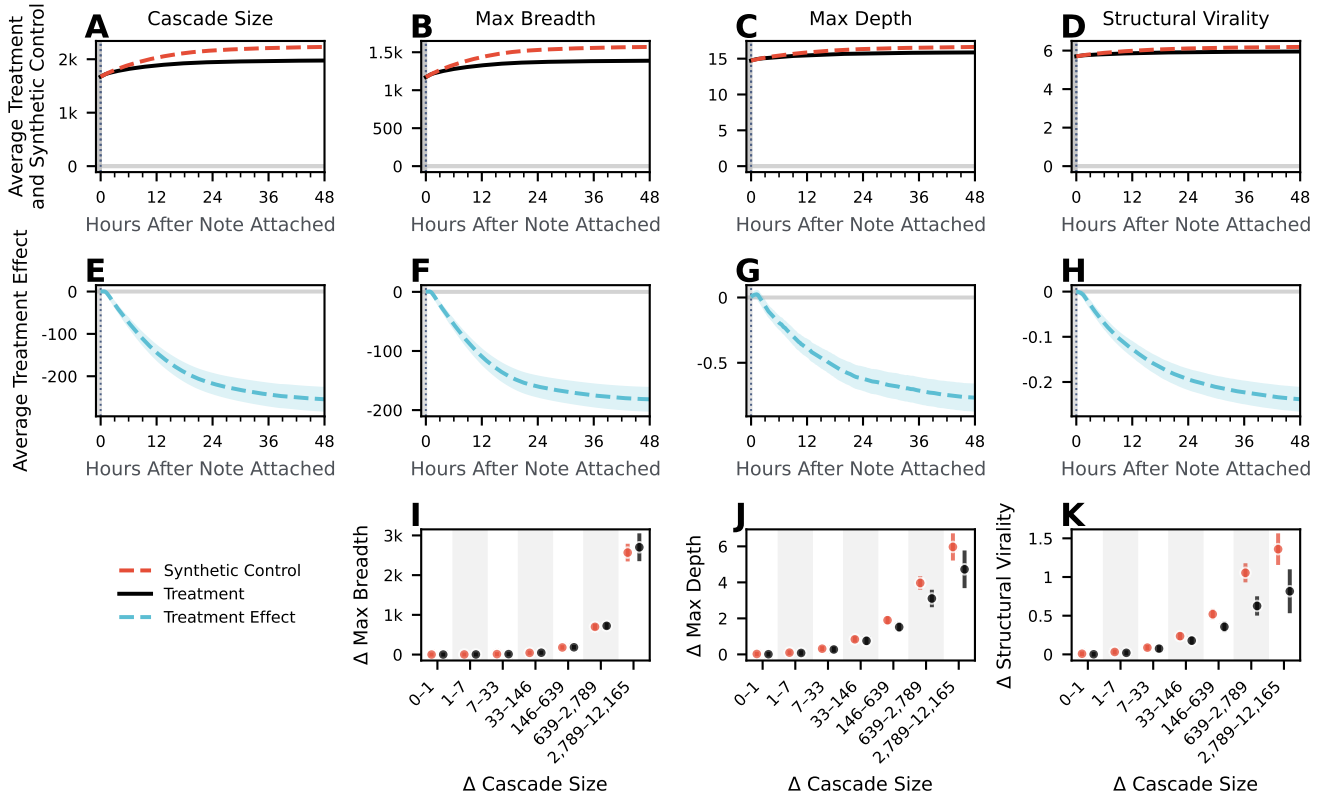 A Cascade Size
B Max Breadth
C Max Depth
D Structural Virality
Average Treatment
and Synthetic Control
2k
1k
0
1.5k
1k
500
0
15
10
5
0
6
4
2
0
0 12 24 36 48
0 12 24 36 48
0 12 24 36 48
0 12 24 36 48
Hours After Note Attached
Hours After Note Attached
Hours After Note Attached
Hours After Note Attached
Average Treatment Effect
E
F
G
H
0
-100
-200
0
-100
-200
0
-0.5
0
-0.1
-0.2
0 12 24 36 48
0 12 24 36 48
0 12 24 36 48
0 12 24 36 48
Hours After Note Attached
Hours After Note Attached
Hours After Note Attached
Hours After Note Attached
Synthetic Control
Treatment
Treatment Effect
I
Δ Max Breadth
3k
2k
1k
0
0–1
1–7
7–33
33–146
146–639
639–2,789
2,789–12,165
Δ Cascade Size
J
Δ Max Depth
6
4
2
0
0–1
1–7
7–33
33–146
146–639
639–2,789
2,789–12,165
Δ Cascade Size
K
Δ Structural Virality
1.5
1
0.5
0
0–1
1–7
7–33
33–146
146–639
639–2,789
2,789–12,165
Δ Cascade Size